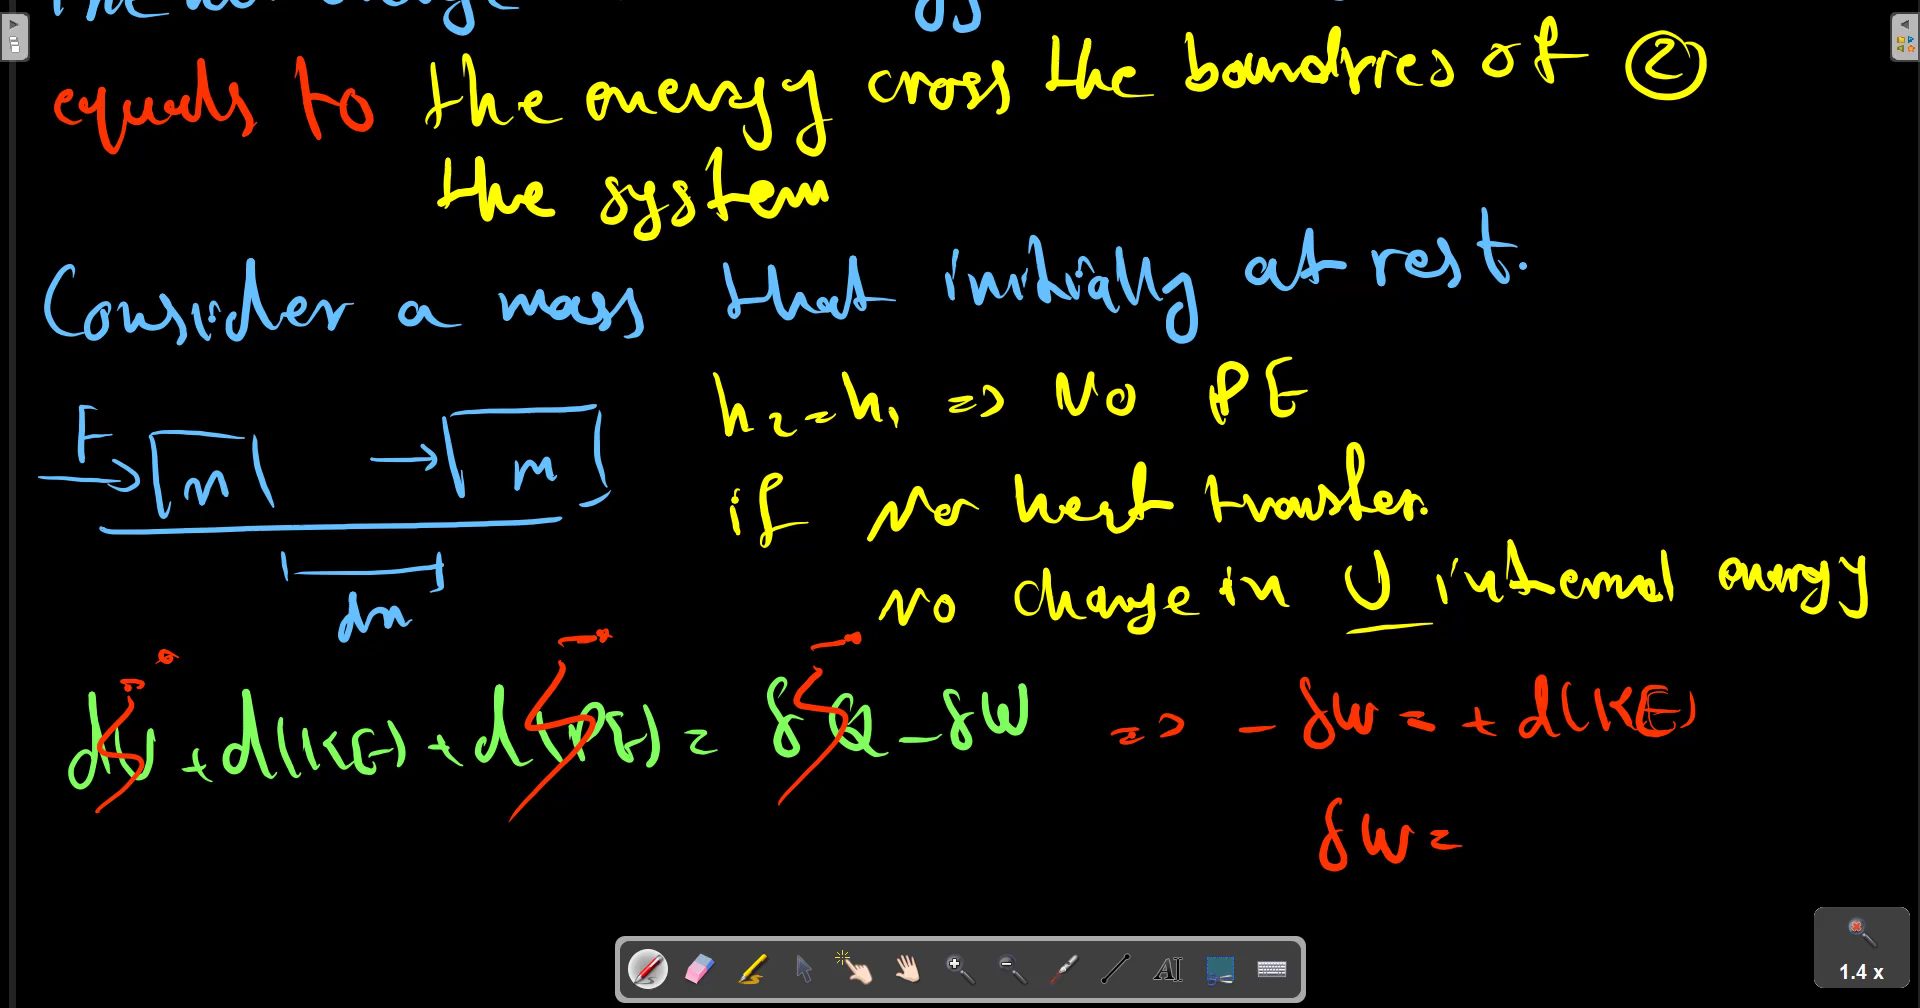 equals to the energy cross the boundries of ②
the system
Consider a mass that initially at rest.
h₂ = h₁ => No PE
F
m
m
if no heat transfer.
dx
no change in U internal energy
dU + d(KE) + d(PE) = δQ - δW => - δW = + d(KE)
δW =
AI
1.4 x